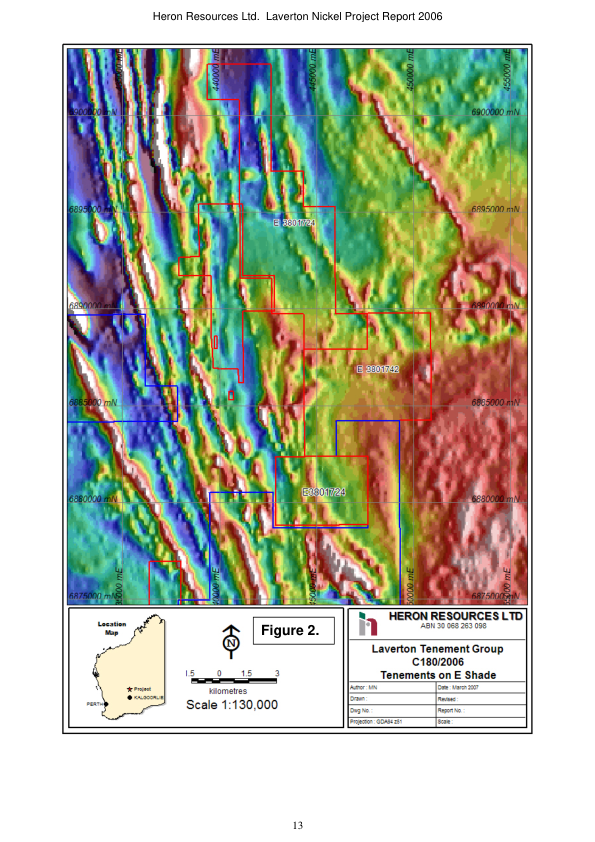 Heron Resources Ltd.  Laverton Nickel Project Report 2006
440000 mE
445000 mE
450000 mE
455000 mE
6900000 mN
6900000 mN
6895000 mN
6895000 mN
E 3801724
6890000 mN
6890000 mN
E 3801742
6885000 mN
6885000 mN
E3801724
6880000 mN
6880000 mN
6875000 mN
6875000 mN
Location
Map
Project
KALGOORLIE
PERTH
N
Figure 2.
1.5 0 1.5 3
kilometres
Scale 1:130,000
HERON RESOURCES LTD
ABN 30 068 263 098
Laverton Tenement Group
C180/2006
Tenements on E Shade
Author : MN
Date : March 2007
Drawn :
Revised :
Dwg No. :
Report No. :
Projection : GDA94 z51
Scale :
13